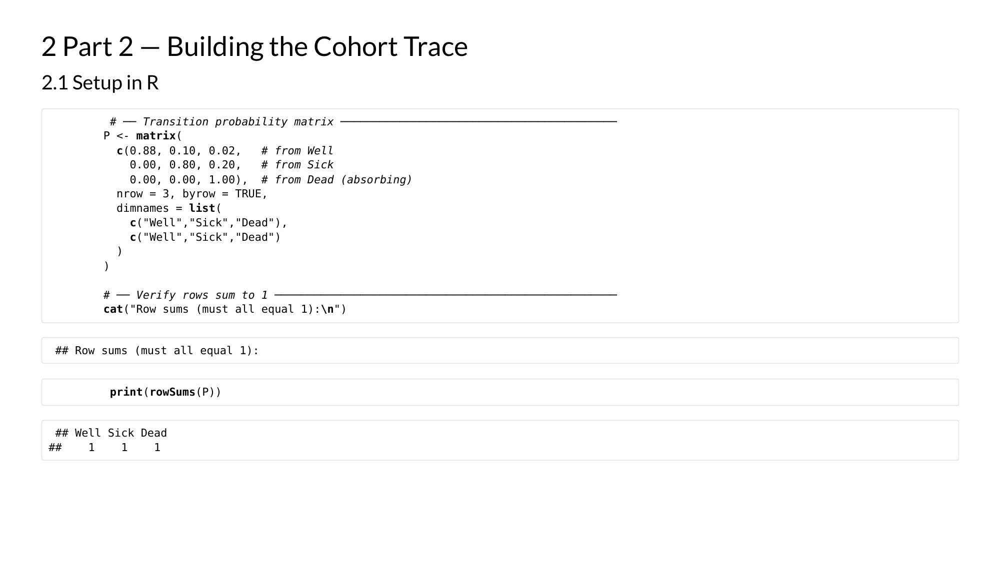 2 Part 2 — Building the Cohort Trace
2.1 Setup in R
# ── Transition probability matrix ──────────────────────────────────────────
P <- matrix(
  c(0.88, 0.10, 0.02,   # from Well
    0.00, 0.80, 0.20,   # from Sick
    0.00, 0.00, 1.00),  # from Dead (absorbing)
  nrow = 3, byrow = TRUE,
  dimnames = list(
    c("Well","Sick","Dead"),
    c("Well","Sick","Dead")
  )
)
# ── Verify rows sum to 1 ────────────────────────────────────────────────────
cat("Row sums (must all equal 1):\n")
## Row sums (must all equal 1):
print(rowSums(P))
## Well Sick Dead
##    1    1    1